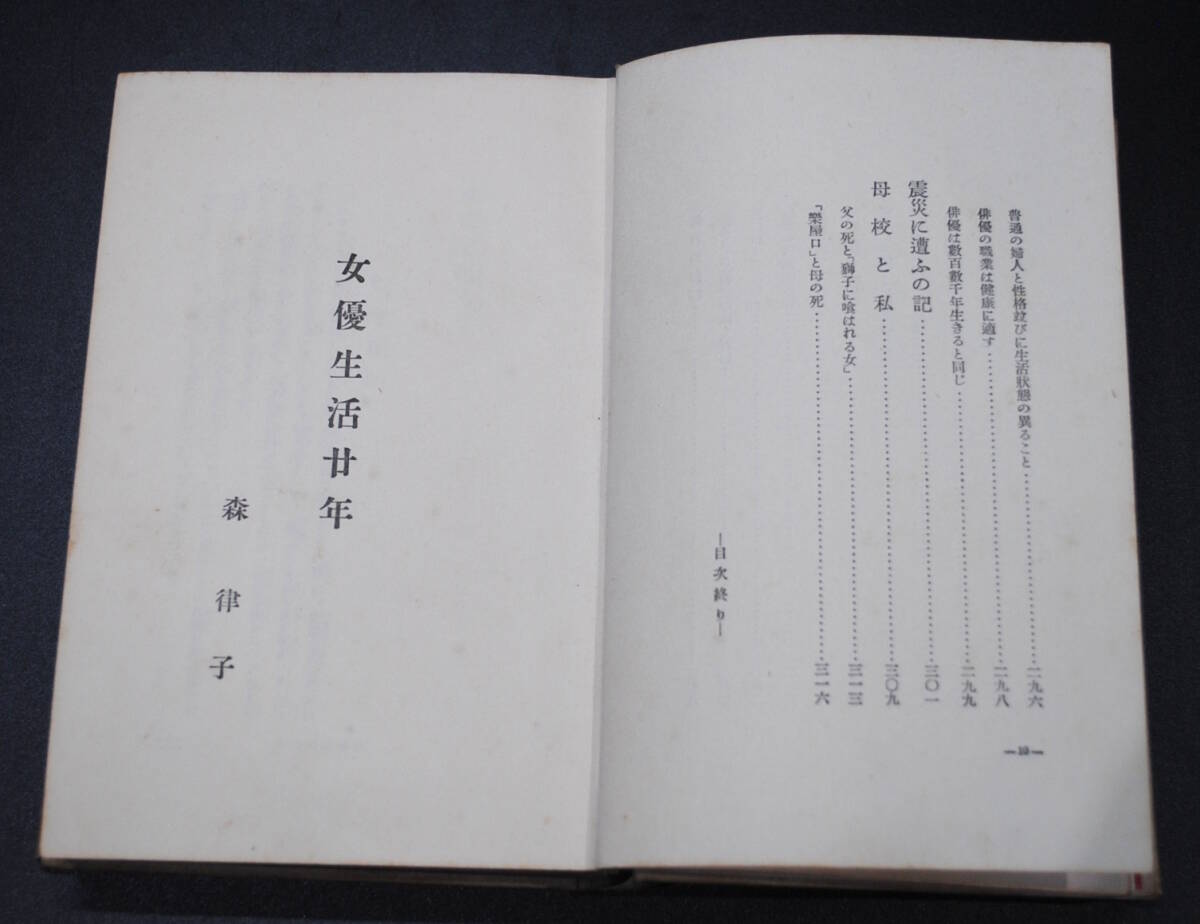 普通の婦人と性格竝びに生活狀態の異ること…………二九六
俳優の職業は健康に適す…………二九八
俳優は數百數千年生きると同じ…………二九九
震災に遭ふの記…………三〇一
母校と私…………三〇九
父の死と「獅子に喰はれる女」…………三一三
「樂屋口」と母の死…………三一六
―目次終り―
女優生活廿年
森律子